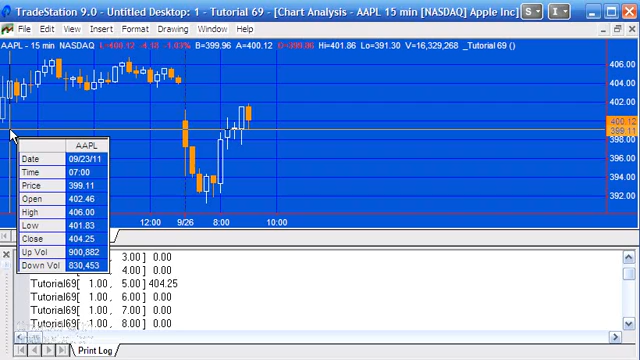 TradeStation 9.0 - Untitled Desktop: 1 - Tutorial 69 - [Chart Analysis - AAPL 15 min [NASDAQ] Apple Inc]
File Edit View Insert Format Drawing Window Help
AAPL - 15 min NASDAQ L=400.12 -4.18 -1.03% B=399.96 A=400.12 Hi=401.86 Lo=391.30 V=16,329,268 _Tutorial 69 ()
406.00
404.00
402.00
400.12
399.11
398.00
396.00
394.00
392.00
12:00 9/26 8:00 10:00
AAPL
Date 09/23/11
Time 07:00
Price 399.11
Open 402.46
High 406.00
Low 401.83
Close 404.25
Up Vol 900,882
Down Vol 830,453
3.00] 0.00
4.00] 0.00
Tutorial69[ 1.00, 5.00] 404.25
Tutorial69[ 1.00, 6.00] 0.00
Tutorial69[ 1.00, 7.00] 0.00
Tutorial69[ 1.00, 8.00] 0.00
Print Log